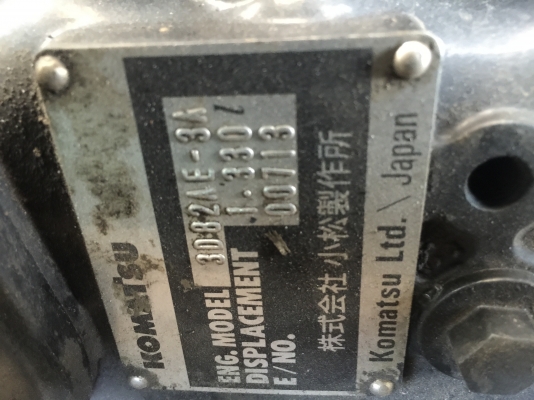 KOMATSU
ENG. MODEL 3D82AE-3A
DISPLACEMENT 1.330 ℓ
E/NO. 00713
株式会社 小松製作所
Komatsu Ltd. \ Japan